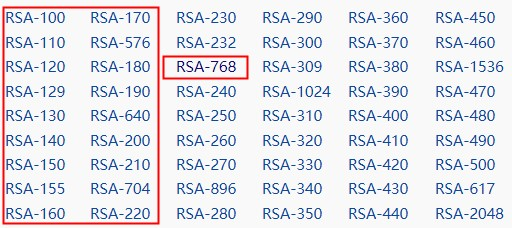 RSA-100 RSA-170 RSA-230 RSA-290 RSA-360 RSA-450
RSA-110 RSA-576 RSA-232 RSA-300 RSA-370 RSA-460
RSA-120 RSA-180 RSA-768 RSA-309 RSA-380 RSA-1536
RSA-129 RSA-190 RSA-240 RSA-1024 RSA-390 RSA-470
RSA-130 RSA-640 RSA-250 RSA-310 RSA-400 RSA-480
RSA-140 RSA-200 RSA-260 RSA-320 RSA-410 RSA-490
RSA-150 RSA-210 RSA-270 RSA-330 RSA-420 RSA-500
RSA-155 RSA-704 RSA-896 RSA-340 RSA-430 RSA-617
RSA-160 RSA-220 RSA-280 RSA-350 RSA-440 RSA-2048